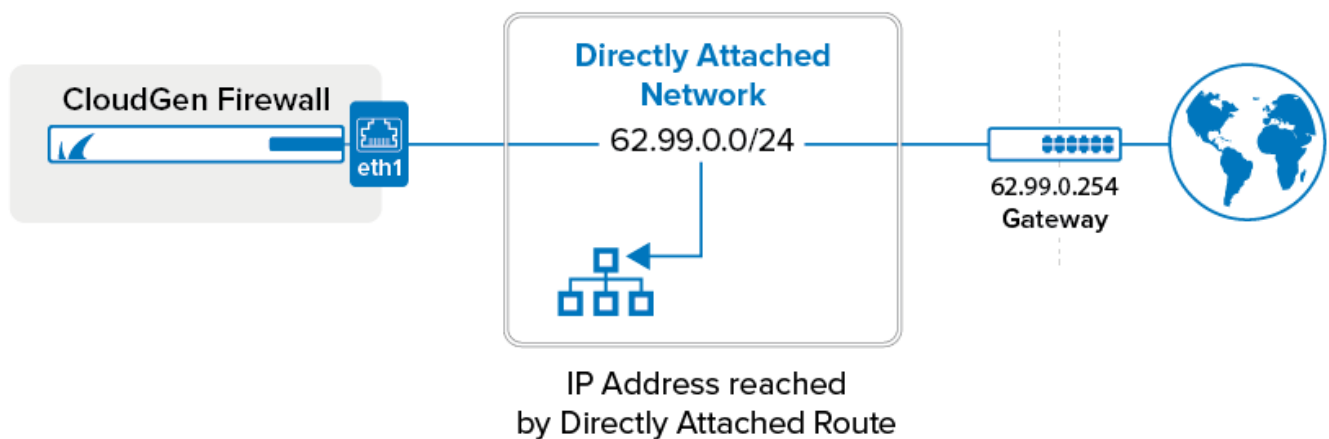 CloudGen Firewall
eth1
Directly Attached
Network
62.99.0.0/24
62.99.0.254
Gateway
IP Address reached
by Directly Attached Route